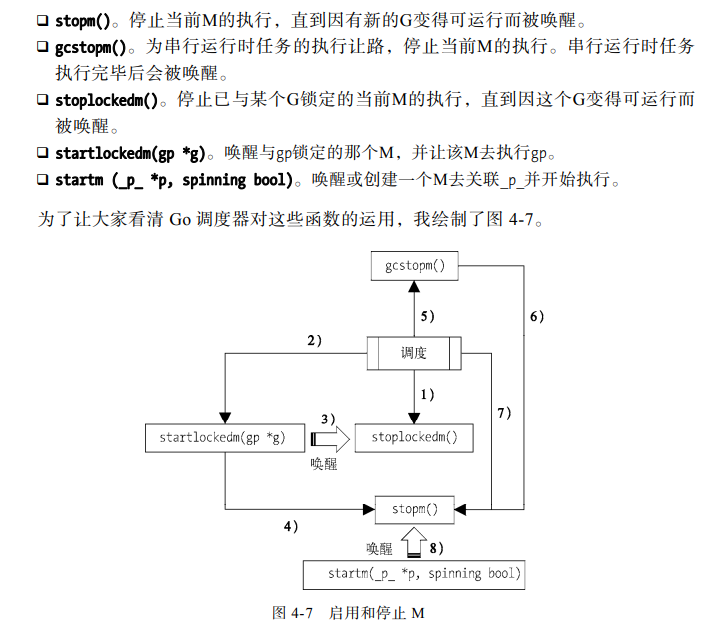 ❑ stopm()。停止当前M的执行，直到因有新的G变得可运行而被唤醒。
❑ gcstopm()。为串行运行时任务的执行让路，停止当前M的执行。串行运行时任务
执行完毕后会被唤醒。
❑ stoplockedm()。停止已与某个G锁定的当前M的执行，直到因这个G变得可运行而
被唤醒。
❑ startlockedm(gp *g)。唤醒与gp锁定的那个M，并让该M去执行gp。
❑ startm (_p_ *p, spinning bool)。唤醒或创建一个M去关联_p_并开始执行。
为了让大家看清 Go 调度器对这些函数的运用，我绘制了图 4-7。
gcstopm()
5)
6)
2)
调度
1)
7)
3)
startlockedm(gp *g)
stoplockedm()
唤醒
stopm()
4)
唤醒
8)
startm(_p_ *p, spinning bool)
图 4-7 启用和停止 M